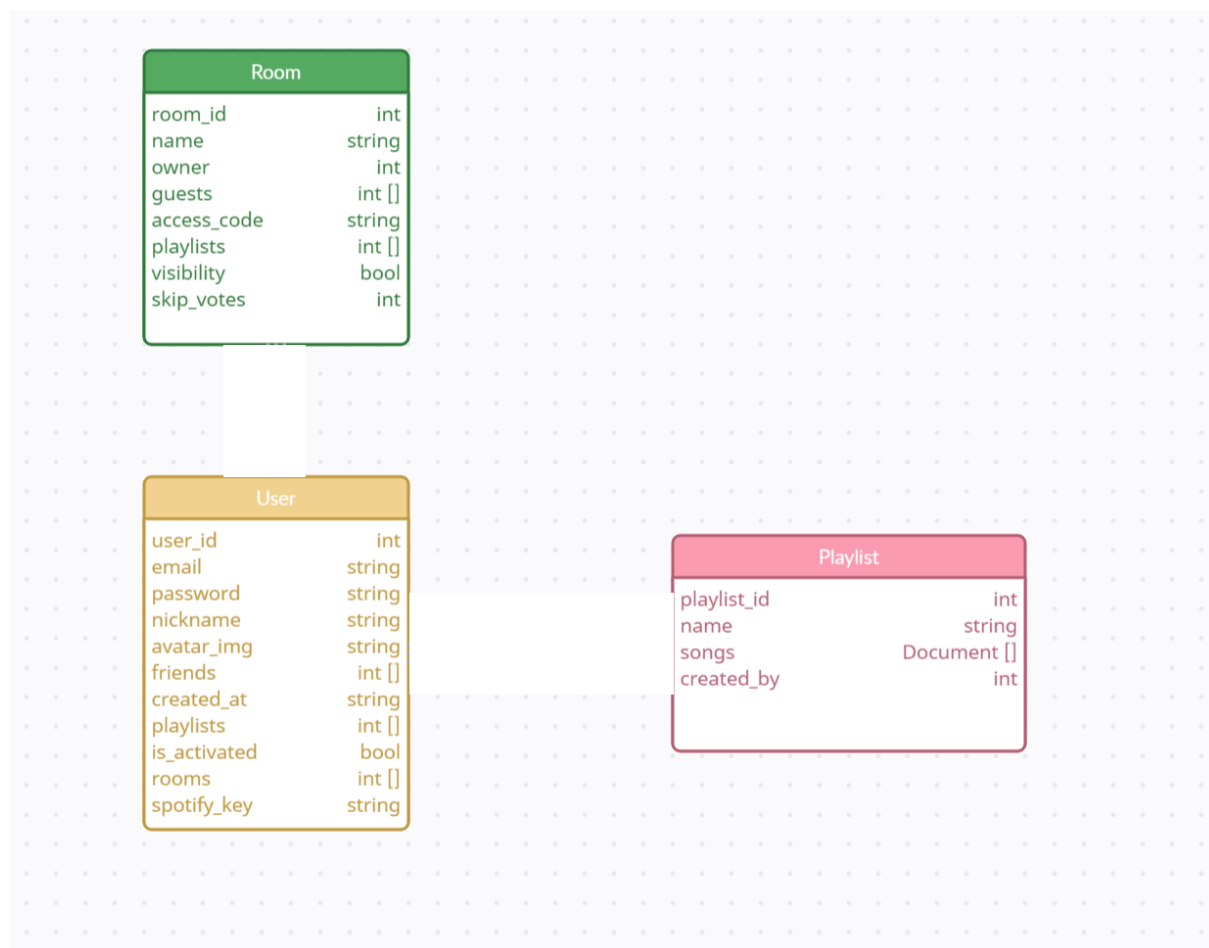 Room
room_id int
name string
owner int
guests int []
access_code string
playlists int []
visibility bool
skip_votes int
User
user_id int
email string
password string
nickname string
avatar_img string
friends int []
created_at string
playlists int []
is_activated bool
rooms int []
spotify_key string
Playlist
playlist_id int
name string
songs Document []
created_by int